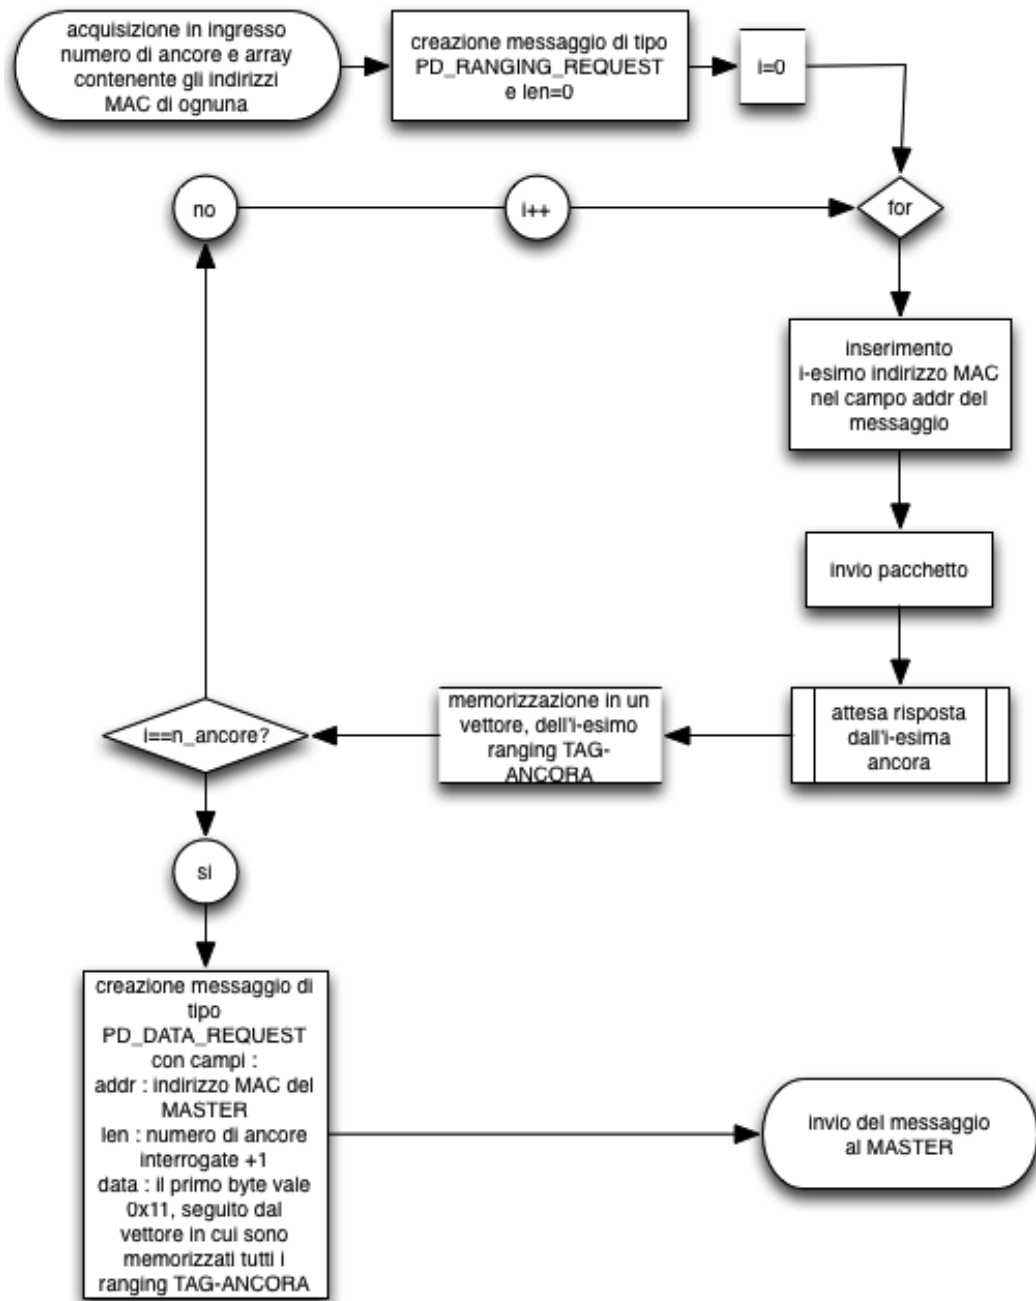 acquisizione in ingresso
numero di ancore e array
contenente gli indirizzi
MAC di ognuna
creazione messaggio di tipo
PD_RANGING_REQUEST
e len=0
i=0
no
i++
for
inserimento
i-esimo indirizzo MAC
nel campo addr del
messaggio
invio pacchetto
attesa risposta
dall'i-esima
ancora
memorizzazione in un
vettore, dell'i-esimo
ranging TAG-
ANCORA
i==n_ancore?
si
creazione messaggio di
tipo
PD_DATA_REQUEST
con campi :
addr : indirizzo MAC del
MASTER
len : numero di ancore
interrogate +1
data : il primo byte vale
0x11, seguito dal
vettore in cui sono
memorizzati tutti i
ranging TAG-ANCORA
invio del messaggio
al MASTER